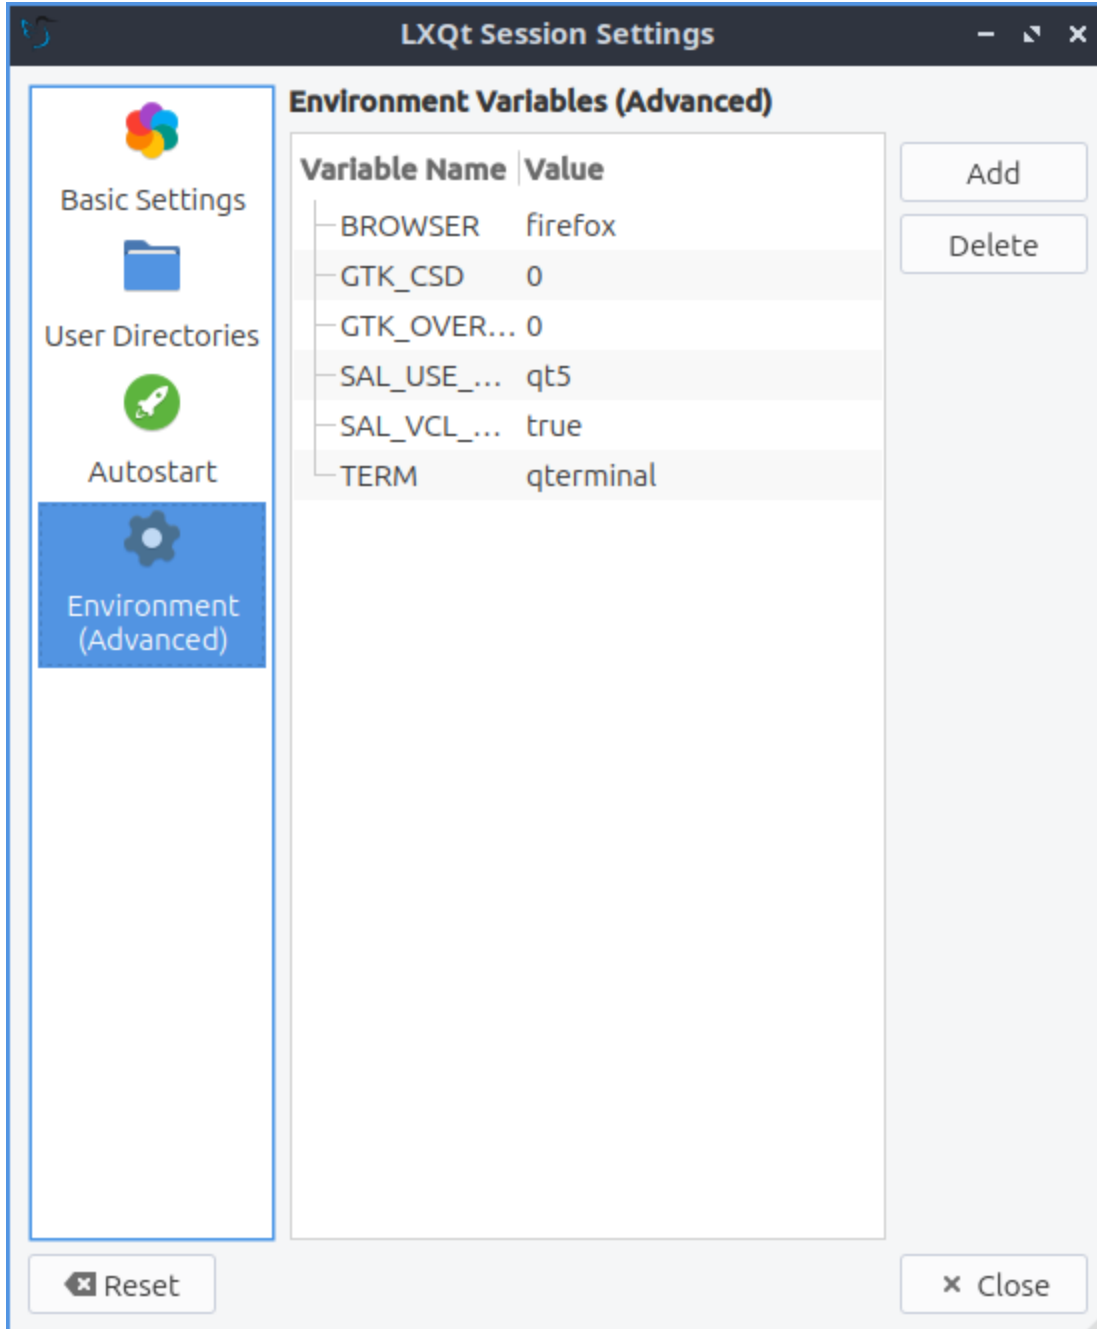 LXQt Session Settings
Basic Settings
User Directories
Autostart
Environment
(Advanced)
Environment Variables (Advanced)
Variable Name Value
BROWSER firefox
GTK_CSD 0
GTK_OVER... 0
SAL_USE_... qt5
SAL_VCL_... true
TERM qterminal
Add
Delete
Reset
Close